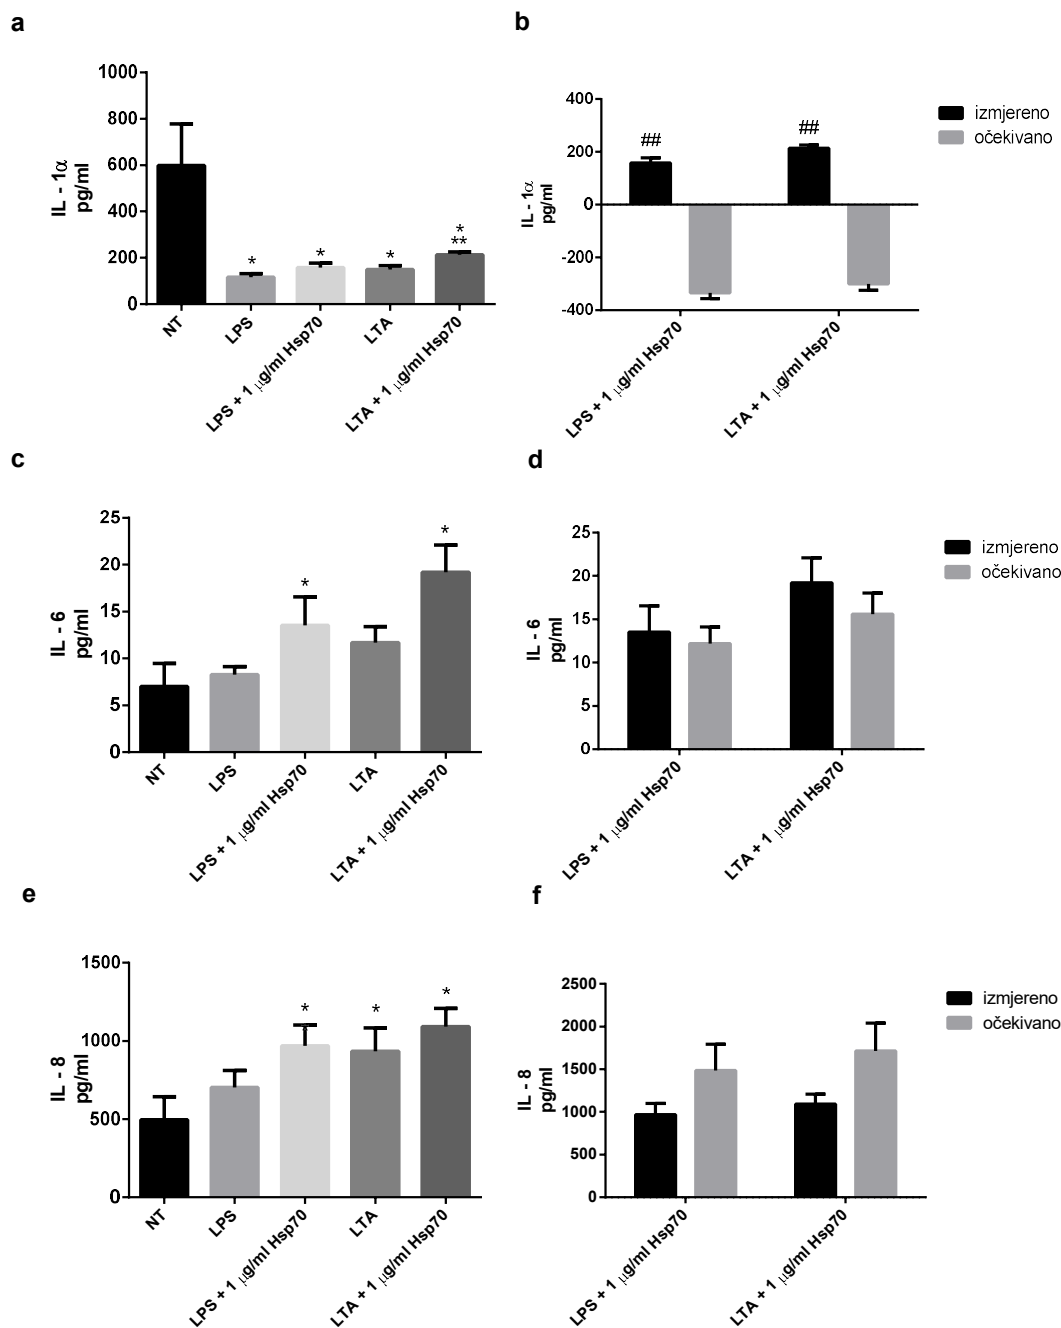 a
IL - 1α
pg/ml
1000
800
600
400
200
0
*
*
*
*
**
NT
LPS
LPS + 1 μg/ml Hsp70
LTA
LTA + 1 μg/ml Hsp70
b
IL - 1α
pg/ml
400
200
0
-200
-400
##
##
izmjereno
očekivano
LPS + 1 μg/ml Hsp70
LTA + 1 μg/ml Hsp70
c
IL - 6
pg/ml
25
20
15
10
5
0
*
*
NT
LPS
LPS + 1 μg/ml Hsp70
LTA
LTA + 1 μg/ml Hsp70
d
IL - 6
pg/ml
25
20
15
10
5
0
izmjereno
očekivano
LPS + 1 μg/ml Hsp70
LTA + 1 μg/ml Hsp70
e
IL - 8
pg/ml
1500
1000
500
0
*
*
*
NT
LPS
LPS + 1 μg/ml Hsp70
LTA
LTA + 1 μg/ml Hsp70
f
IL - 8
pg/ml
2500
2000
1500
1000
500
0
izmjereno
očekivano
LPS + 1 μg/ml Hsp70
LTA + 1 μg/ml Hsp70